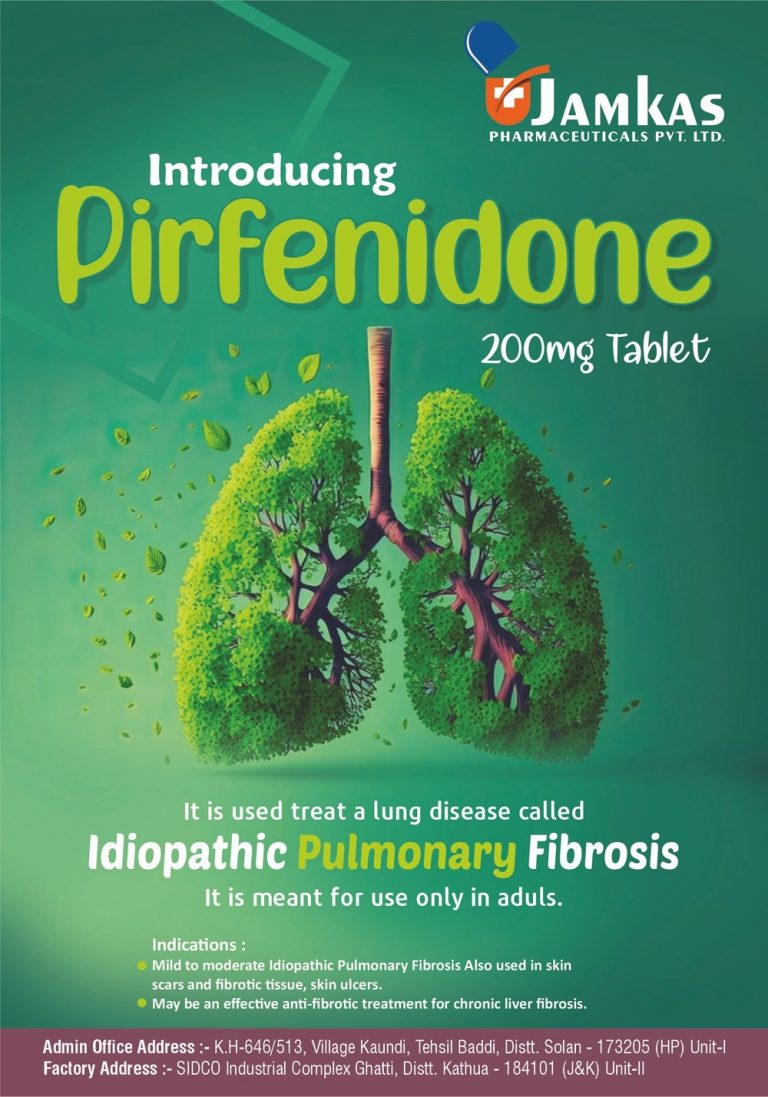 JAMKAS
PHARMACEUTICALS PVT. LTD.
Introducing
Pirfenidone
200mg Tablet
It is used treat a lung disease called
Idiopathic Pulmonary Fibrosis
It is meant for use only in aduls.
Indications :
Mild to moderate Idiopathic Pulmonary Fibrosis Also used in skin
scars and fibrotic tissue, skin ulcers.
May be an effective anti-fibrotic treatment for chronic liver fibrosis.
Admin Office Address :- K.H-646/513, Village Kaundi, Tehsil Baddi, Distt. Solan - 173205 (HP) Unit-I
Factory Address :- SIDCO Industrial Complex Ghatti, Distt. Kathua - 184101 (J&K) Unit-II